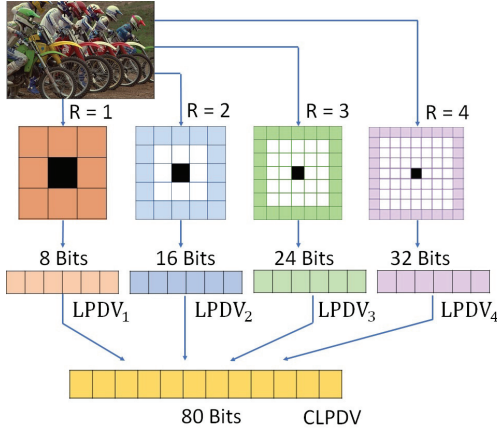 R = 1
R = 2
R = 3
R = 4
8 Bits
16 Bits
24 Bits
32 Bits
LPDV₁
LPDV₂
LPDV₃
LPDV₄
80 Bits
CLPDV